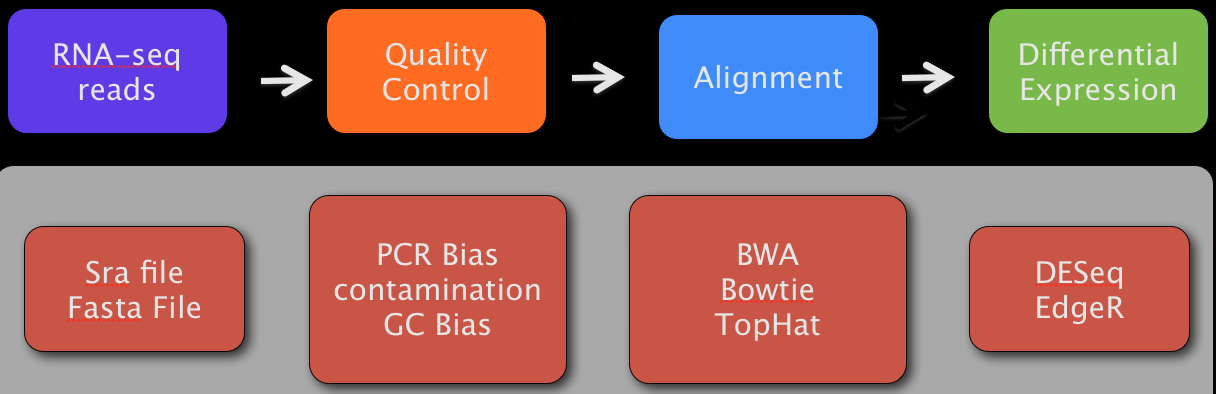 RNA-seq
reads
Quality
Control
Alignment
Differential
Expression
Sra file
Fasta File
PCR Bias
contamination
GC Bias
BWA
Bowtie
TopHat
DESeq
EdgeR